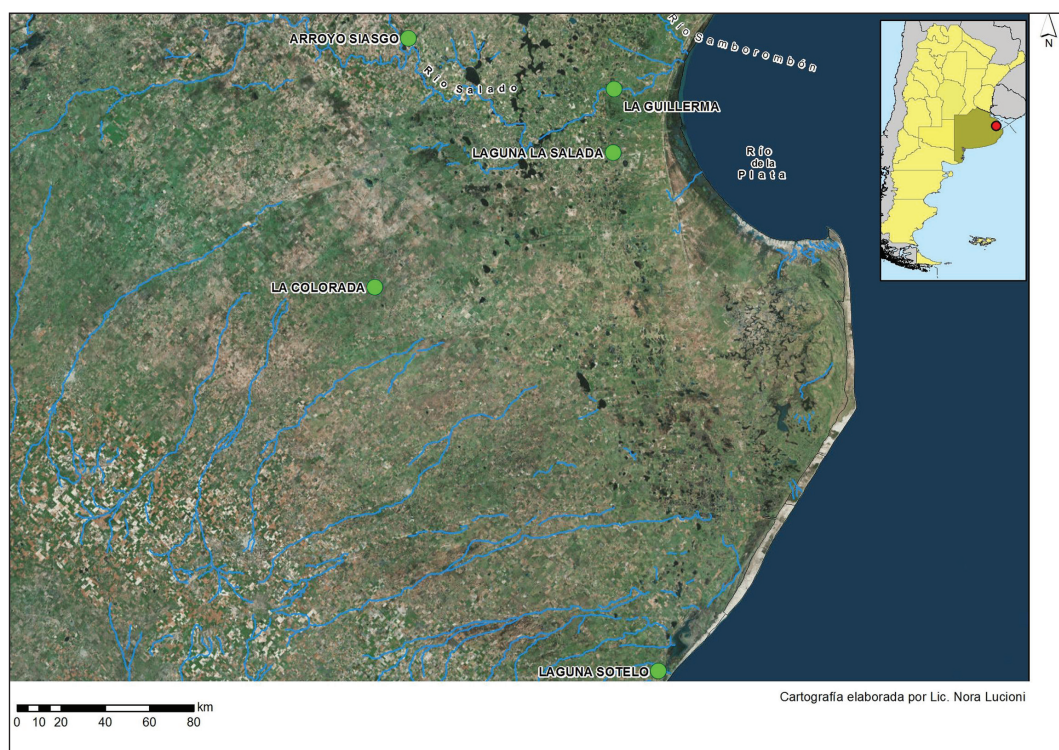 ARROYO SIASGO
Río Salado
Río Samborombón
N
LA GUILLERMA
LAGUNA LA SALADA
Río
de la
Plata
LA COLORADA
LAGUNA SOTELO
km
0 10 20 40 60 80
Cartografía elaborada por Lic. Nora Lucioni